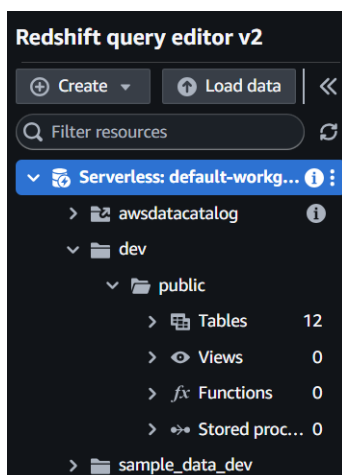 Redshift query editor v2
Create Load data
Filter resources
Serverless: default-workg...
awsdatacatalog
dev
public
Tables 12
Views 0
fx Functions 0
Stored proc... 0
sample_data_dev